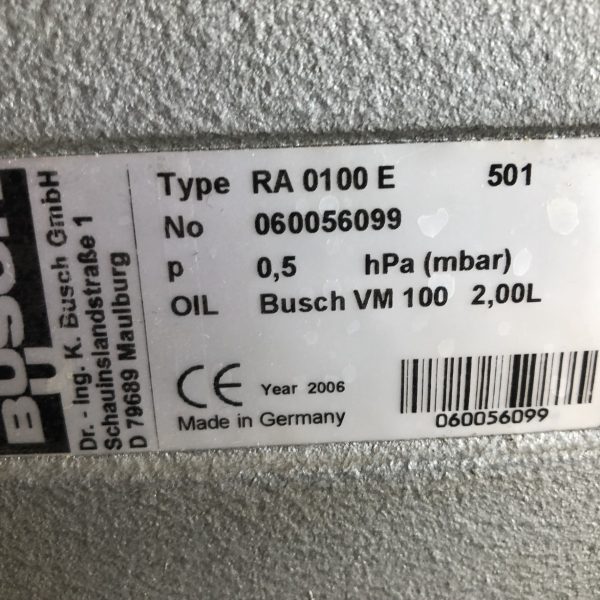 BUSCH
Dr. - Ing. K. Busch GmbH
Schauinslandstraße 1
D 79689 Maulburg
Type RA 0100 E 501
No 060056099
p 0,5 hPa (mbar)
OIL Busch VM 100 2,00L
CE Year 2006
Made in Germany
060056099